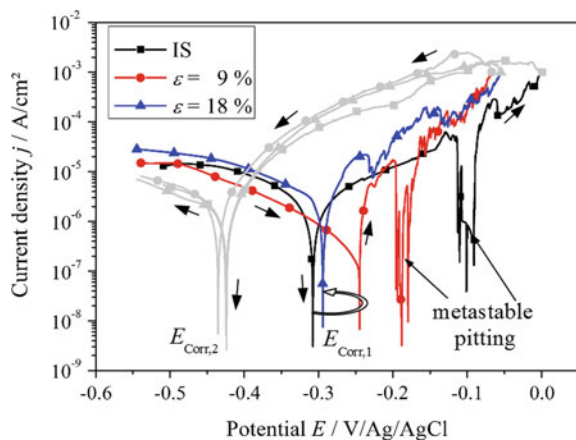 IS
ε = 9 %
ε = 18 %
Current density j / A/cm²
10⁻²
10⁻³
10⁻⁴
10⁻⁵
10⁻⁶
10⁻⁷
10⁻⁸
10⁻⁹
E_Corr,2
E_Corr,1
metastable
pitting
-0.6 -0.5 -0.4 -0.3 -0.2 -0.1 0.0
Potential E / V/Ag/AgCl